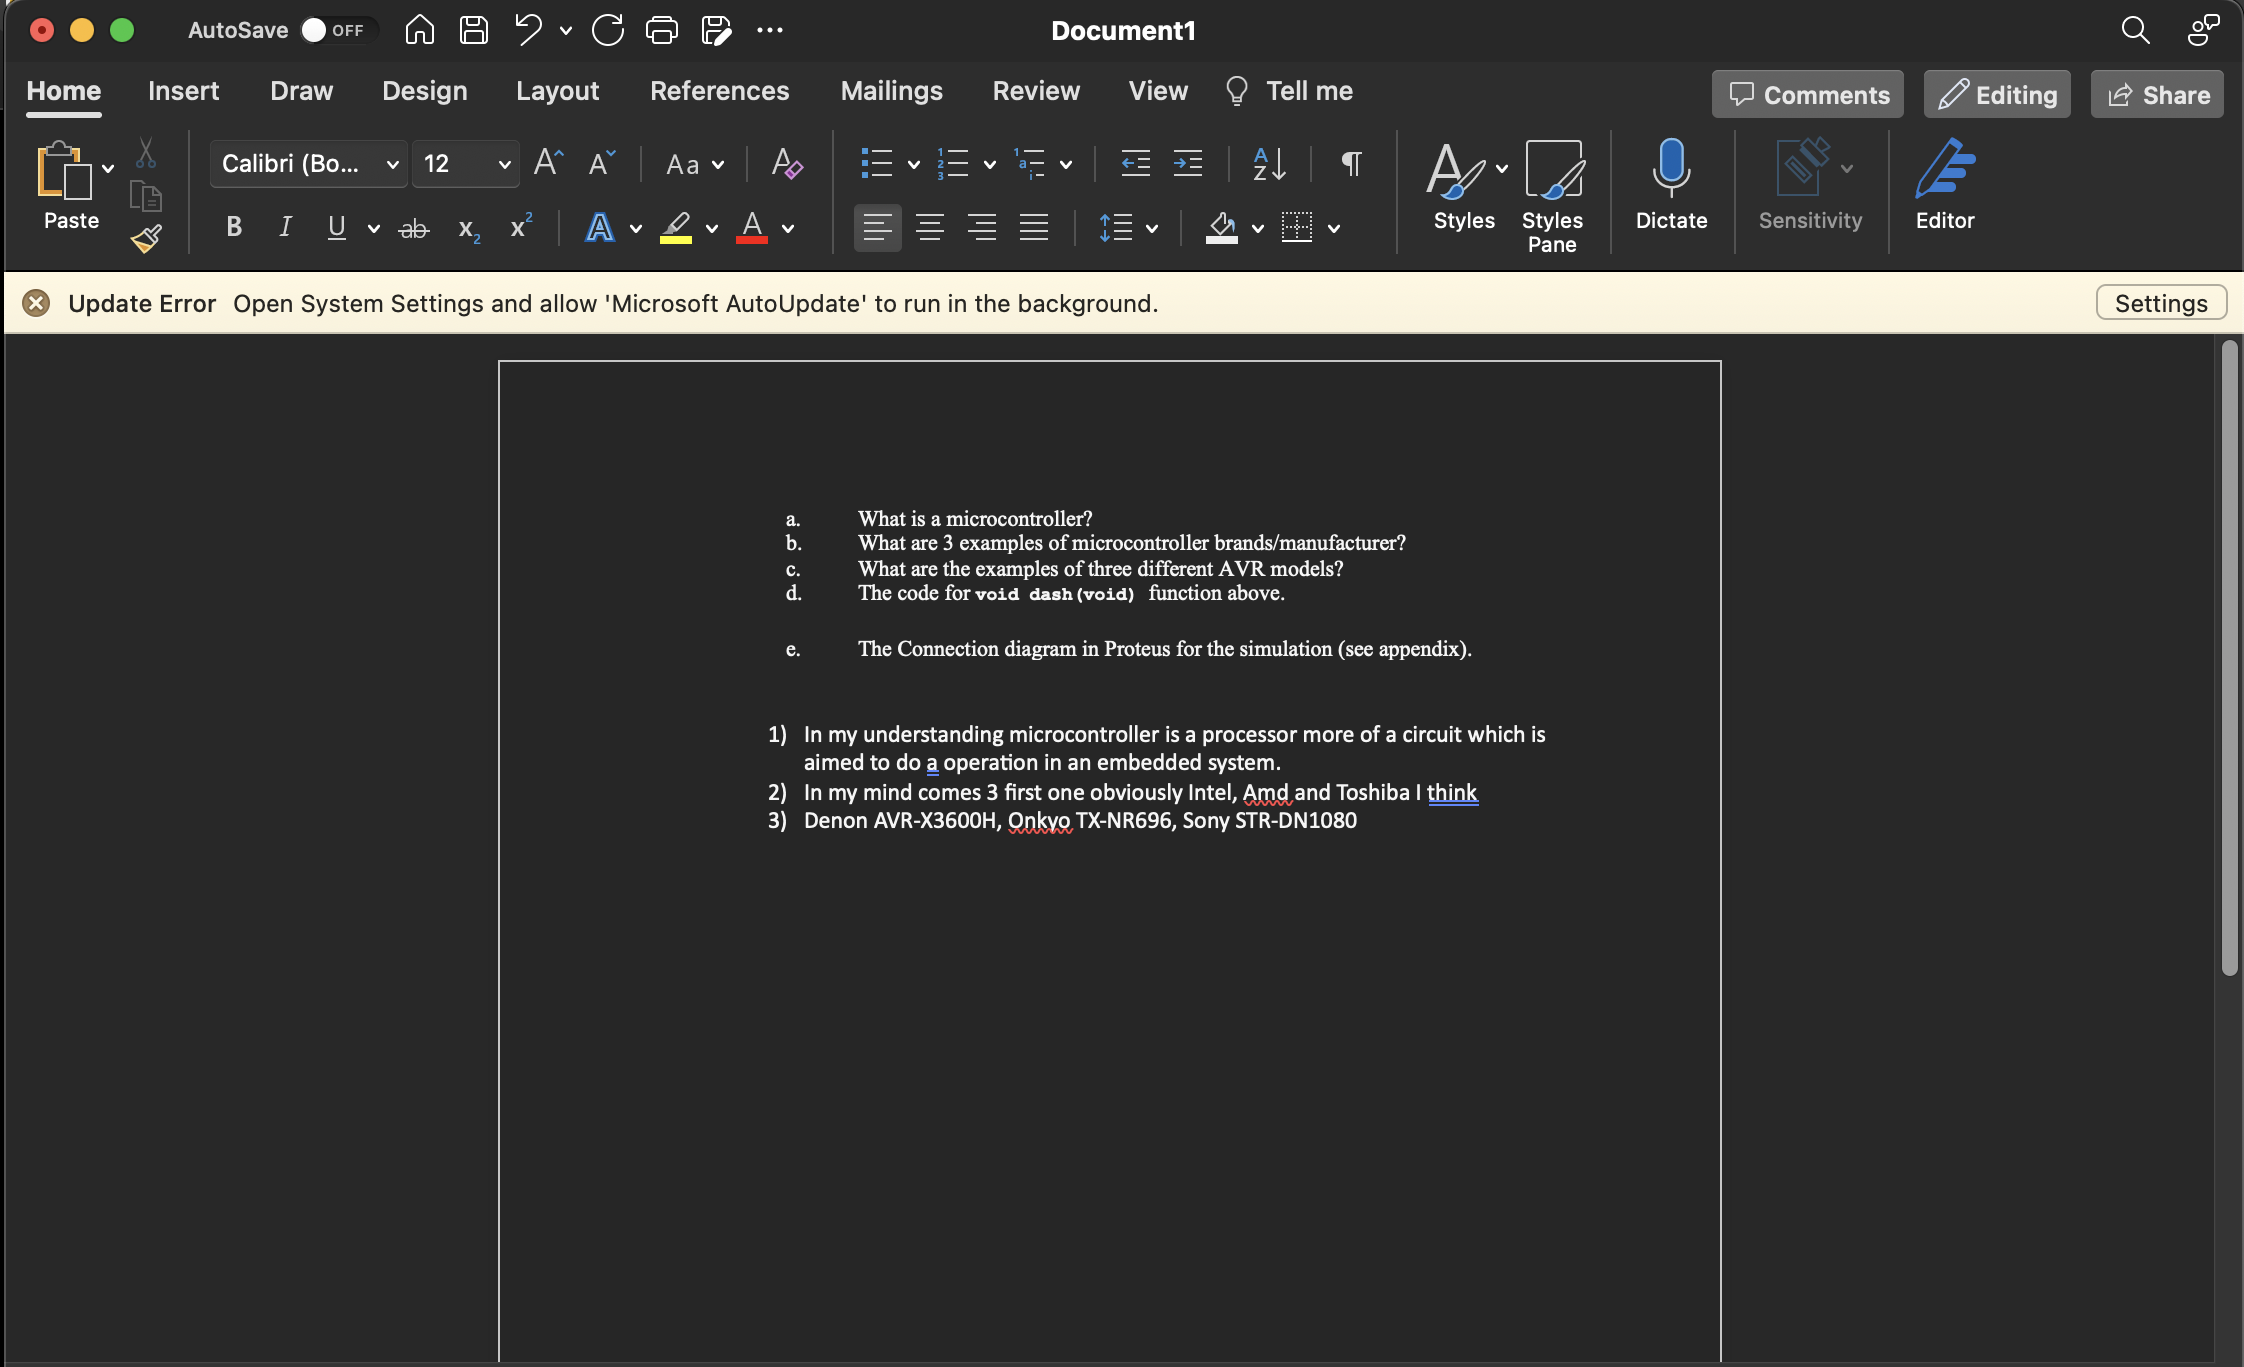 AutoSave OFF Document1
Home Insert Draw Design Layout References Mailings Review View Tell me Comments Editing Share
Calibri (Bo... 12 Aa
Paste
Styles Styles Pane Dictate Sensitivity Editor
Update Error Open System Settings and allow 'Microsoft AutoUpdate' to run in the background. Settings
a. What is a microcontroller?
b. What are 3 examples of microcontroller brands/manufacturer?
c. What are the examples of three different AVR models?
d. The code for void dash(void) function above.
e. The Connection diagram in Proteus for the simulation (see appendix).
1) In my understanding microcontroller is a processor more of a circuit which is
aimed to do a operation in an embedded system.
2) In my mind comes 3 first one obviously Intel, Amd and Toshiba I think
3) Denon AVR-X3600H, Onkyo TX-NR696, Sony STR-DN1080